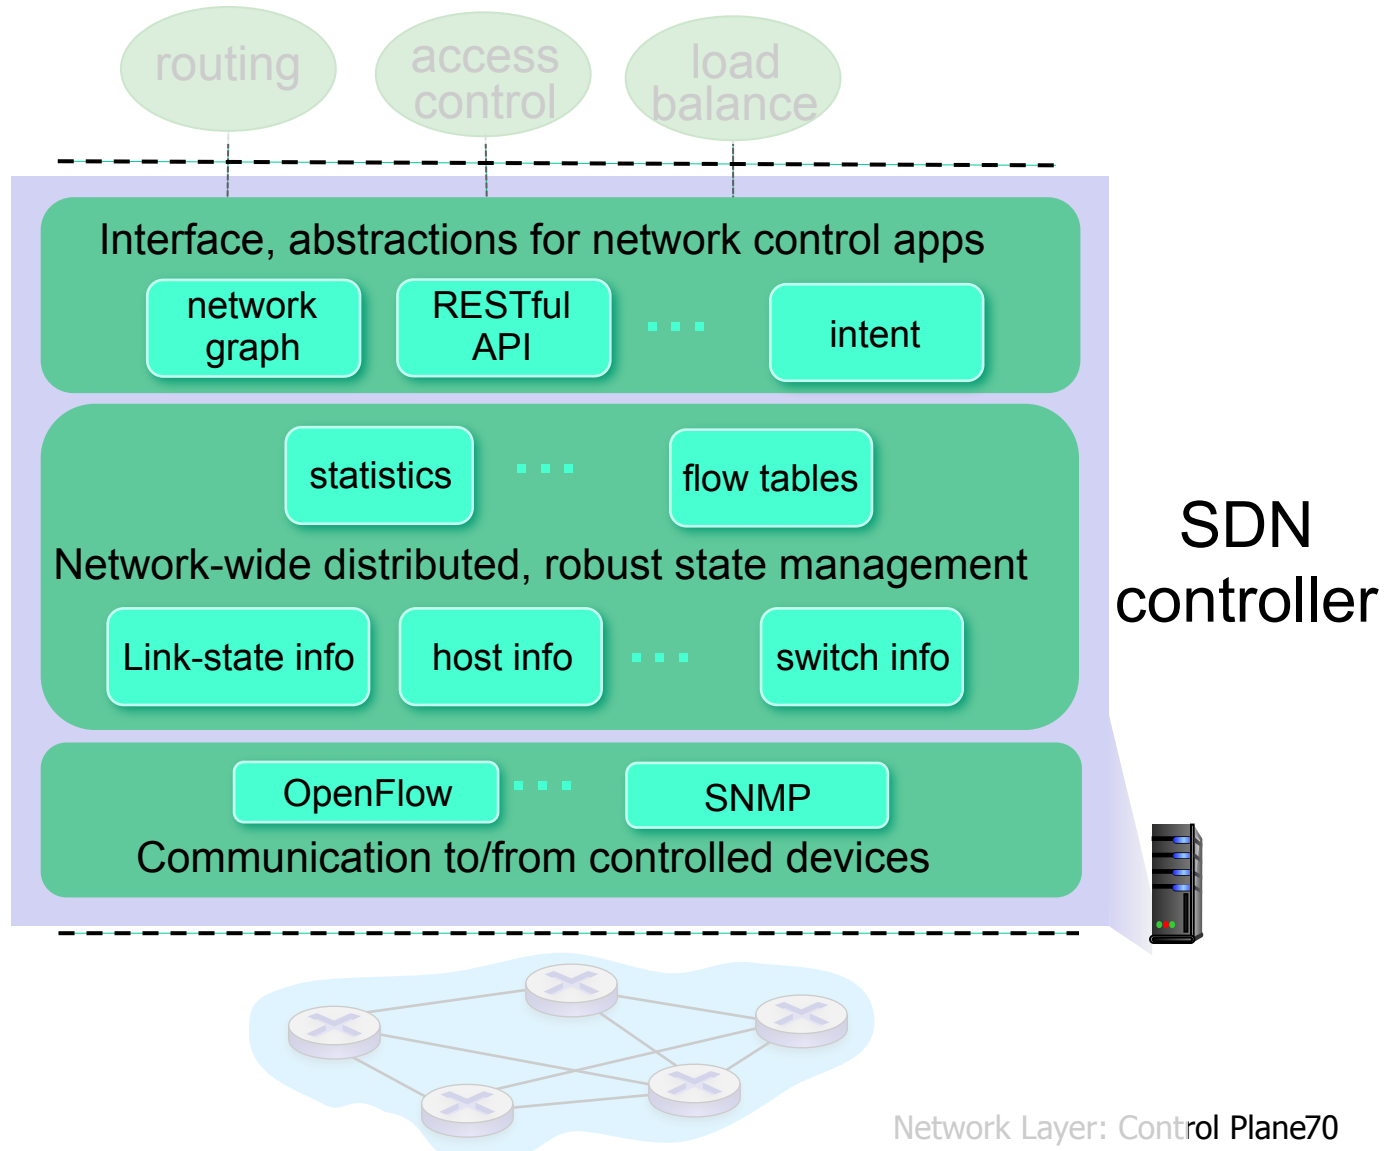 routing
access
control
load
balance
Interface, abstractions for network control apps
network
graph
RESTful
API
intent
statistics
flow tables
Network-wide distributed, robust state management
Link-state info
host info
switch info
OpenFlow
SNMP
Communication to/from controlled devices
SDN
controller
Network Layer: Control Plane70